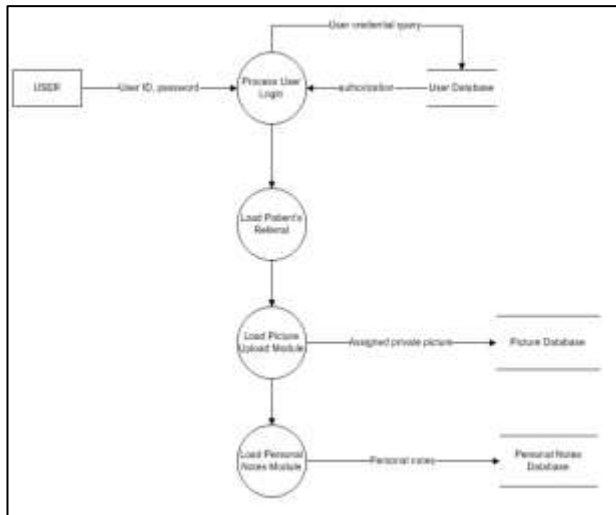 User credential query
USER
User ID, password
Process User
Login
authorization
User Database
Load Patient's
Referral
Load Picture
Upload Module
Assigned private picture
Picture Database
Load Personal
Notes Module
Personal notes
Personal Notes
Database